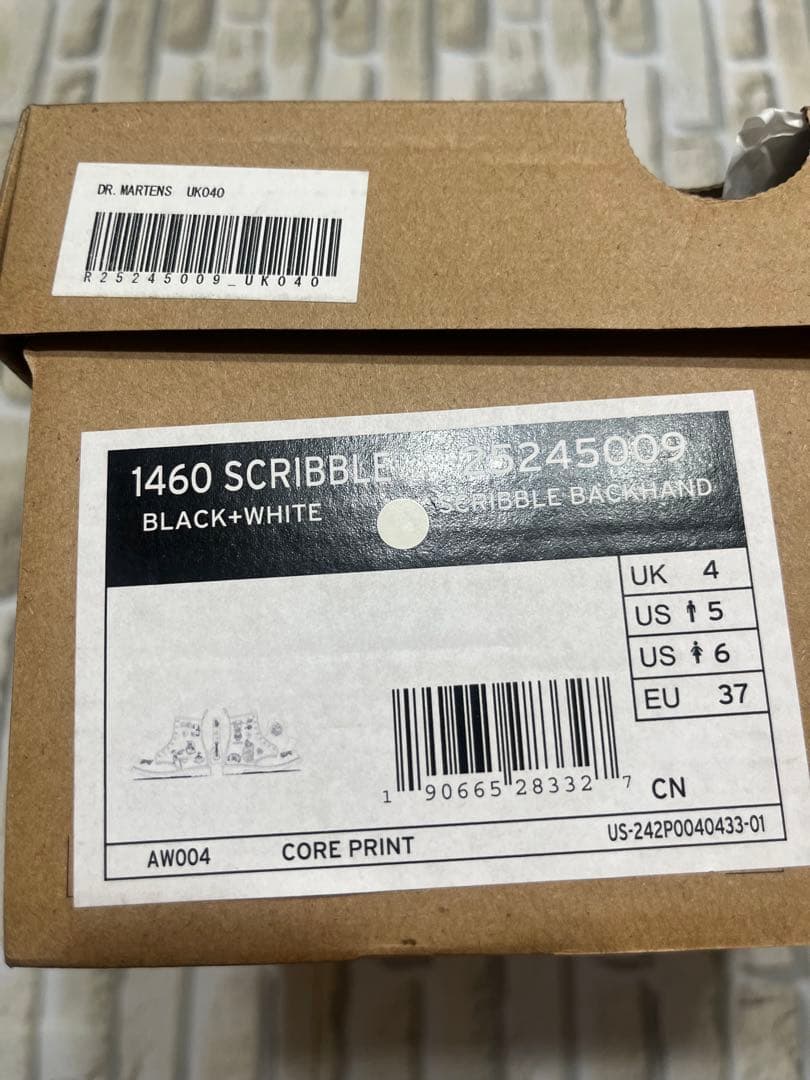 DR. MARTENS UK040
R25245009_UK040
1460 SCRIBBLE 25245009
BLACK+WHITE SCRIBBLE BACKHAND
UK 4
US 5
US 6
EU 37
1 90665 28332 7 CN
AW004 CORE PRINT US-242P0040433-01